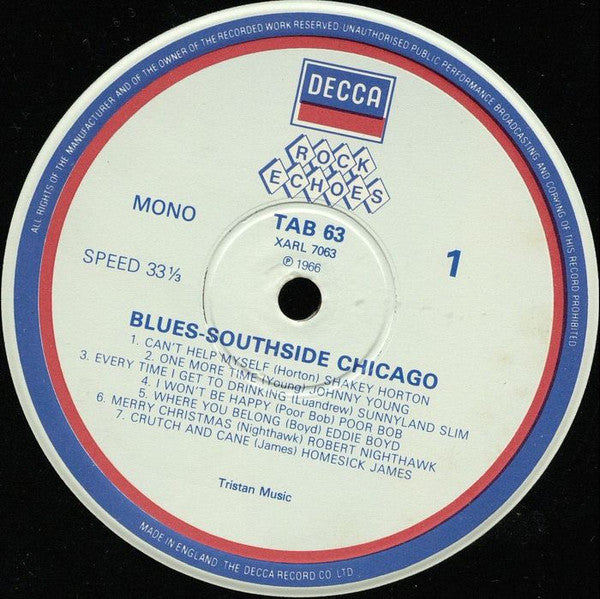 ALL RIGHTS OF THE MANUFACTURER AND OF THE OWNER OF THE RECORDED WORK RESERVED·UNAUTHORISED PUBLIC PERFORMANCE BROADCASTING AND COPYING OF THIS RECORD PROHIBITED
DECCA
ROCK
ECHOES
MONO
TAB 63
XARL 7063
℗ 1966
1
SPEED 33⅓
BLUES-SOUTHSIDE CHICAGO
1. CAN'T HELP MYSELF (Horton) SHAKEY HORTON
2. ONE MORE TIME (Young) JOHNNY YOUNG
3. EVERY TIME I GET TO DRINKING (Luandrew) SUNNYLAND SLIM
4. I WON'T BE HAPPY (Poor Bob) POOR BOB
5. WHERE YOU BELONG (Boyd) EDDIE BOYD
6. MERRY CHRISTMAS (Nighthawk) ROBERT NIGHTHAWK
7. CRUTCH AND CANE (James) HOMESICK JAMES
Tristan Music
MADE IN ENGLAND · THE DECCA RECORD CO. LTD.